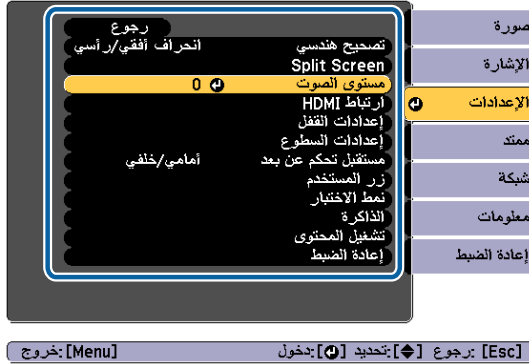 رجوع
تصحيح هندسي انحراف أفقي/رأسي
Split Screen
مستوى الصوت 0
ارتباط HDMI
إعدادات القفل
إعدادات السطوع
مستقبل تحكم عن بعد أمامي/خلفي
زر المستخدم
نمط الاختبار
الذاكرة
تشغيل المحتوى
إعادة الضبط
صورة
الإشارة
الإعدادات
ممتد
شبكة
معلومات
إعادة الضبط
[Esc] :رجوع [◆]:تحديد [↵]:دخول [Menu]:خروج